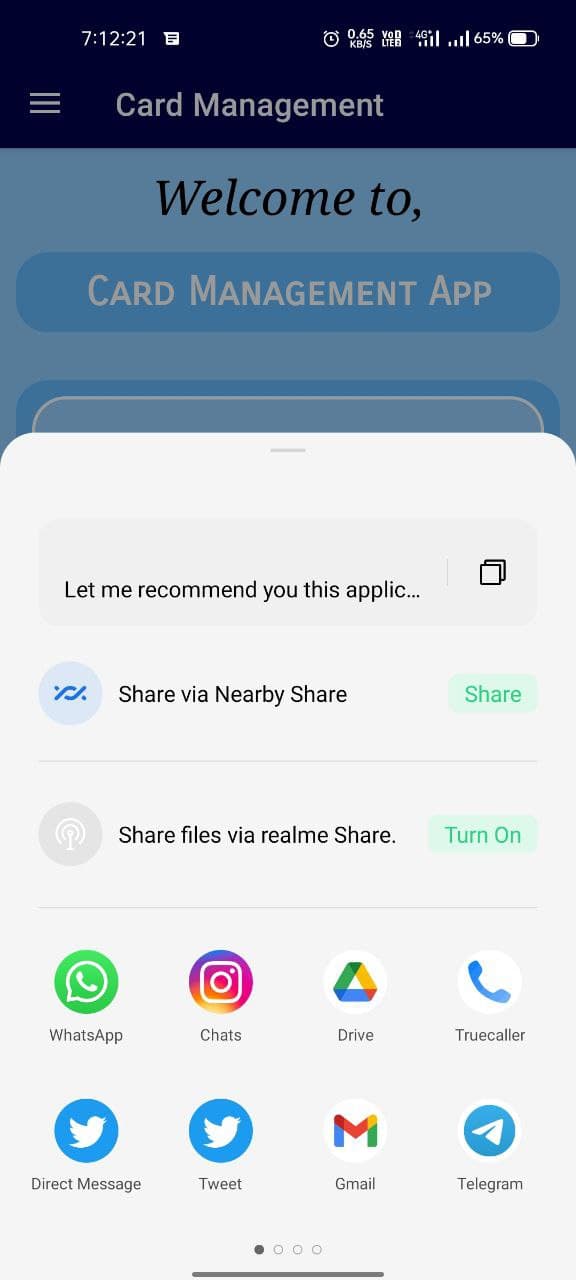 7:12:21 0.65 KB/S VoD LTE 4G+ 65%
Card Management
Welcome to,
Card Management App
Let me recommend you this applic...
Share via Nearby Share Share
Share files via realme Share. Turn On
WhatsApp Chats Drive Truecaller
Direct Message Tweet Gmail Telegram